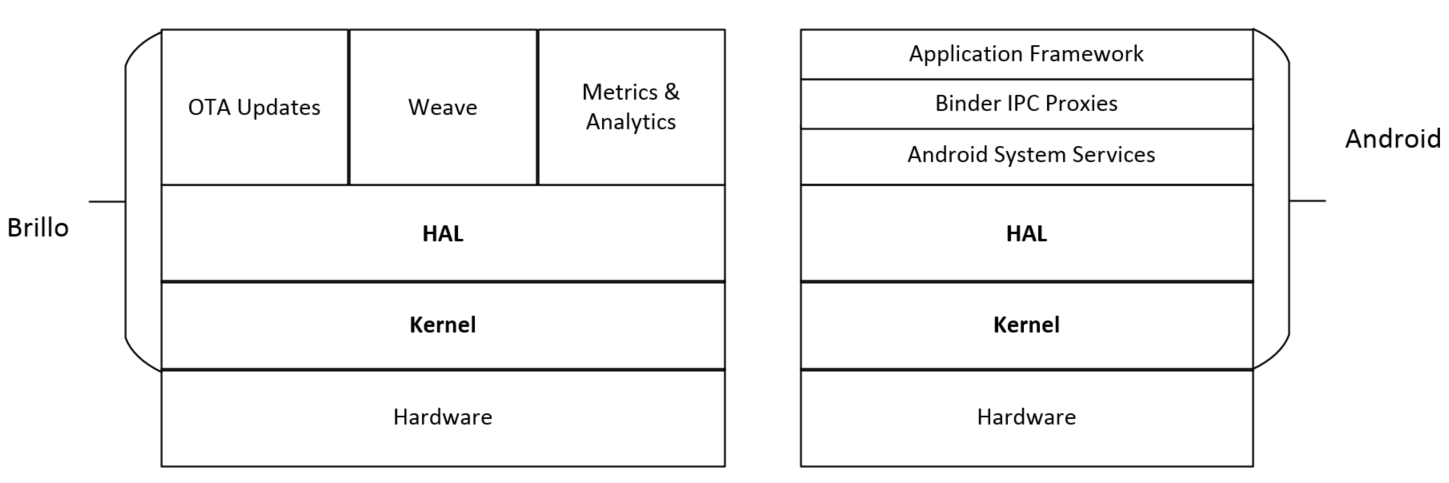 Brillo
OTA Updates
Weave
Metrics &
Analytics
HAL
Kernel
Hardware
Application Framework
Binder IPC Proxies
Android System Services
HAL
Kernel
Hardware
Android